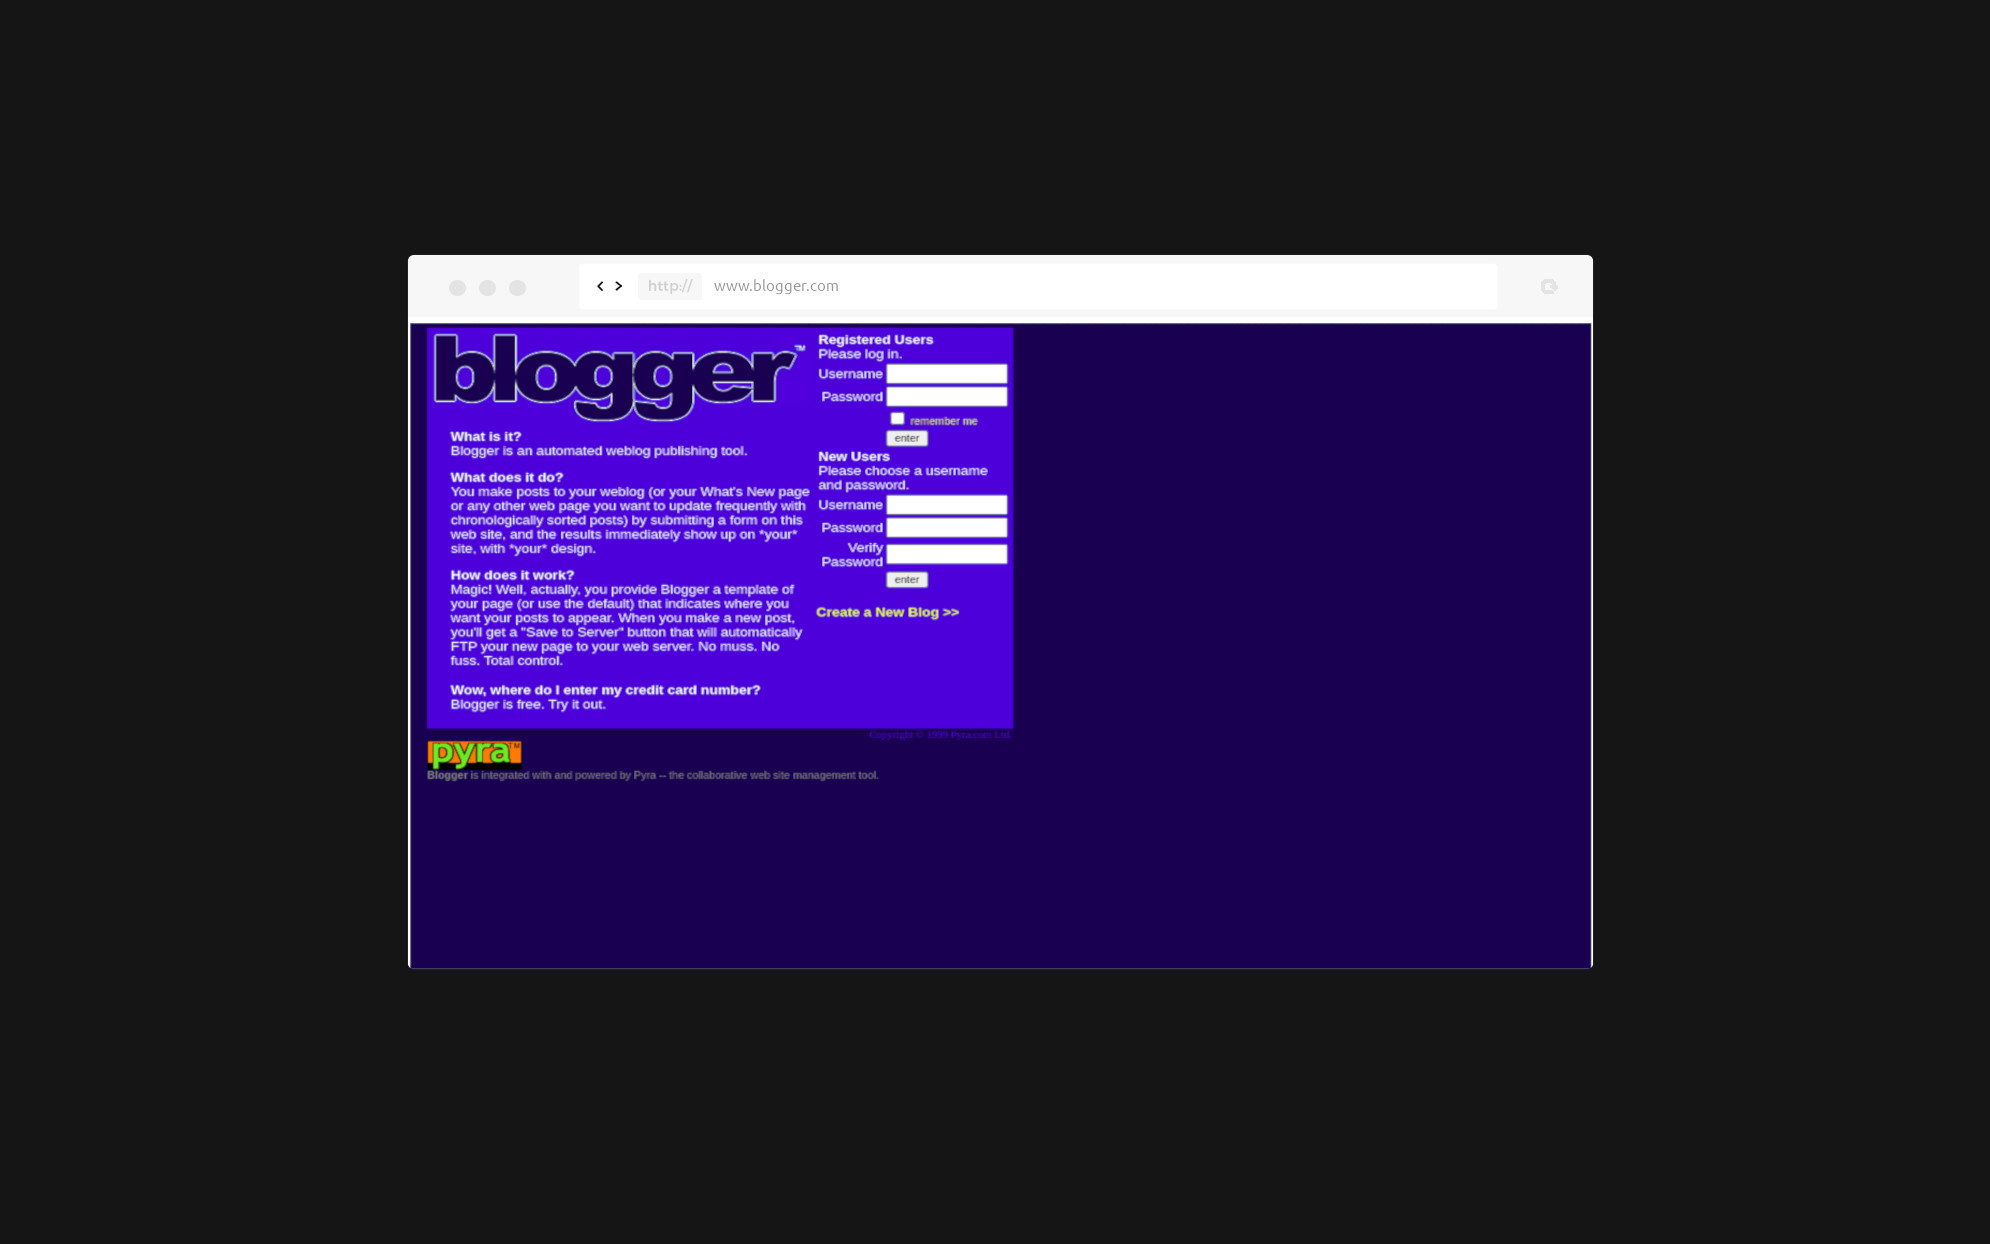 http:// www.blogger.com
blogger™
What is it?
Blogger is an automated weblog publishing tool.
What does it do?
You make posts to your weblog (or your What's New page
or any other web page you want to update frequently with
chronologically sorted posts) by submitting a form on this
web site, and the results immediately show up on *your*
site, with *your* design.
How does it work?
Magic! Well, actually, you provide Blogger a template of
your page (or use the default) that indicates where you
want your posts to appear. When you make a new post,
you'll get a "Save to Server" button that will automatically
FTP your new page to your web server. No muss. No
fuss. Total control.
Wow, where do I enter my credit card number?
Blogger is free. Try it out.
Registered Users
Please log in.
Username
Password
remember me
enter
New Users
Please choose a username
and password.
Username
Password
Verify
Password
enter
Create a New Blog >>
Copyright © 1999 Pyra.com Ltd.
pyra™
Blogger is integrated with and powered by Pyra -- the collaborative web site management tool.